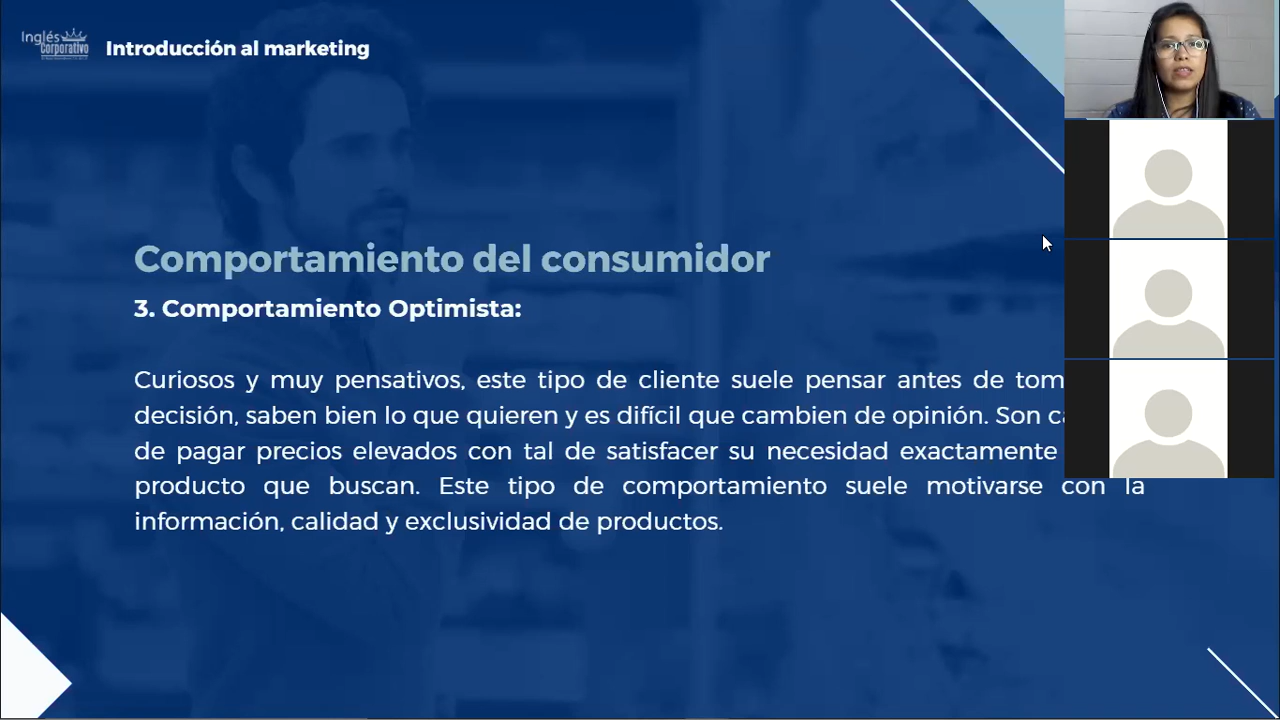 Inglés
Corporativo
Introducción al marketing
Comportamiento del consumidor
3. Comportamiento Optimista:
Curiosos y muy pensativos, este tipo de cliente suele pensar antes de
decisión, saben bien lo que quieren y es difícil que cambien de opinión. Son
de pagar precios elevados con tal de satisfacer su necesidad exactamente
producto que buscan. Este tipo de comportamiento suele motivarse con la
información, calidad y exclusividad de productos.